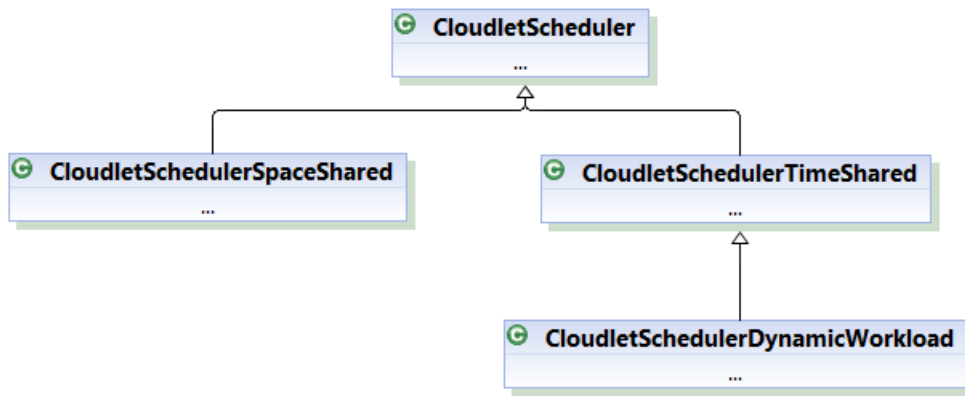 C CloudletScheduler
...
C CloudletSchedulerSpaceShared
...
C CloudletSchedulerTimeShared
...
C CloudletSchedulerDynamicWorkload
...